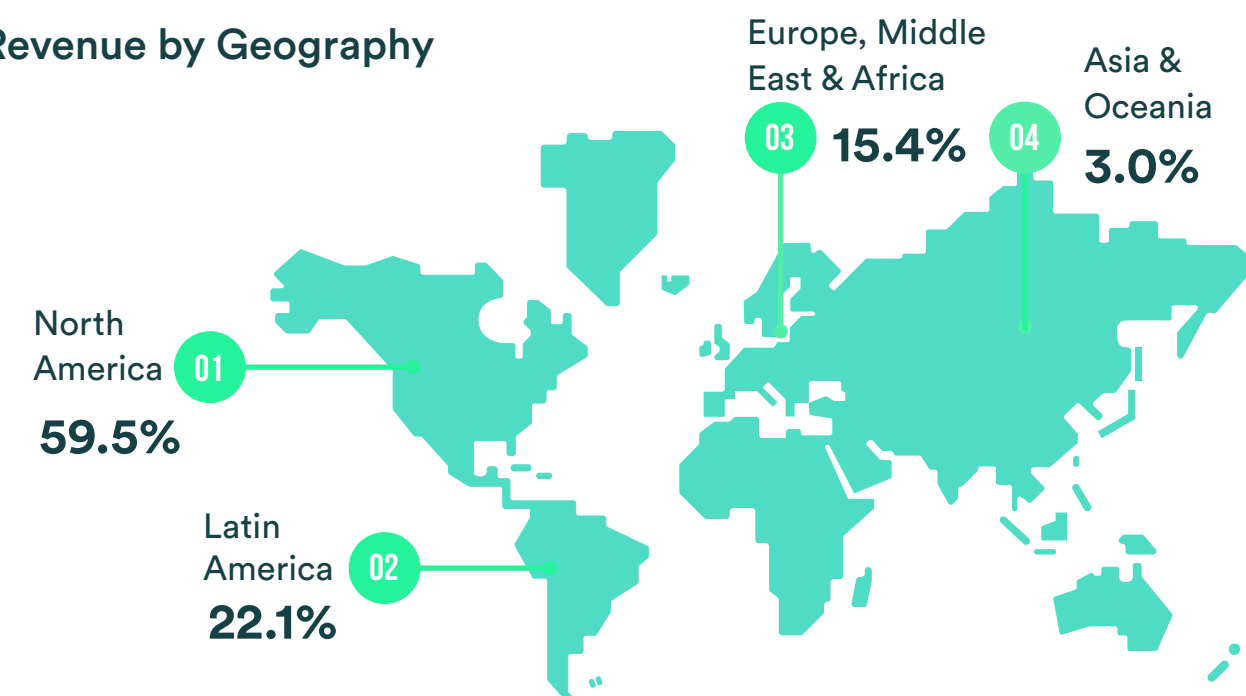 Revenue by Geography
Europe, Middle
East & Africa
03
15.4%
Asia &
Oceania
04
3.0%
North
America
01
59.5%
Latin
America
02
22.1%